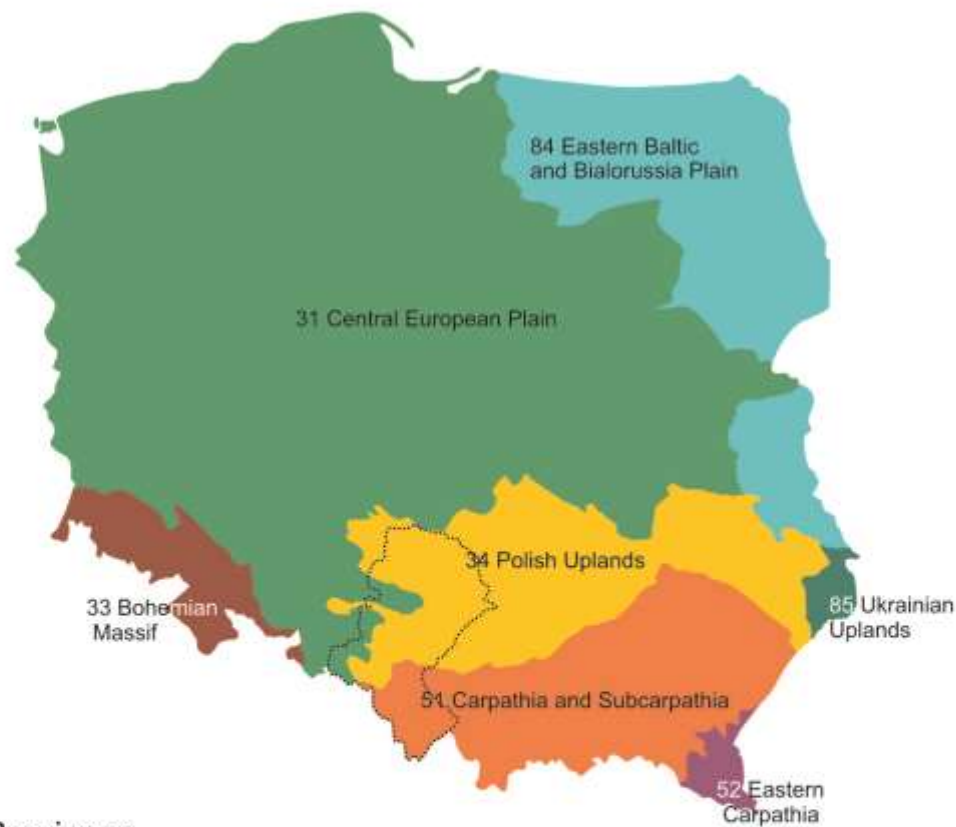 84 Eastern Baltic
and Bialorussia Plain
31 Central European Plain
34 Polish Uplands
33 Bohemian
Massif
85 Ukrainian
Uplands
51 Carpathia and Subcarpathia
52 Eastern
Carpathia